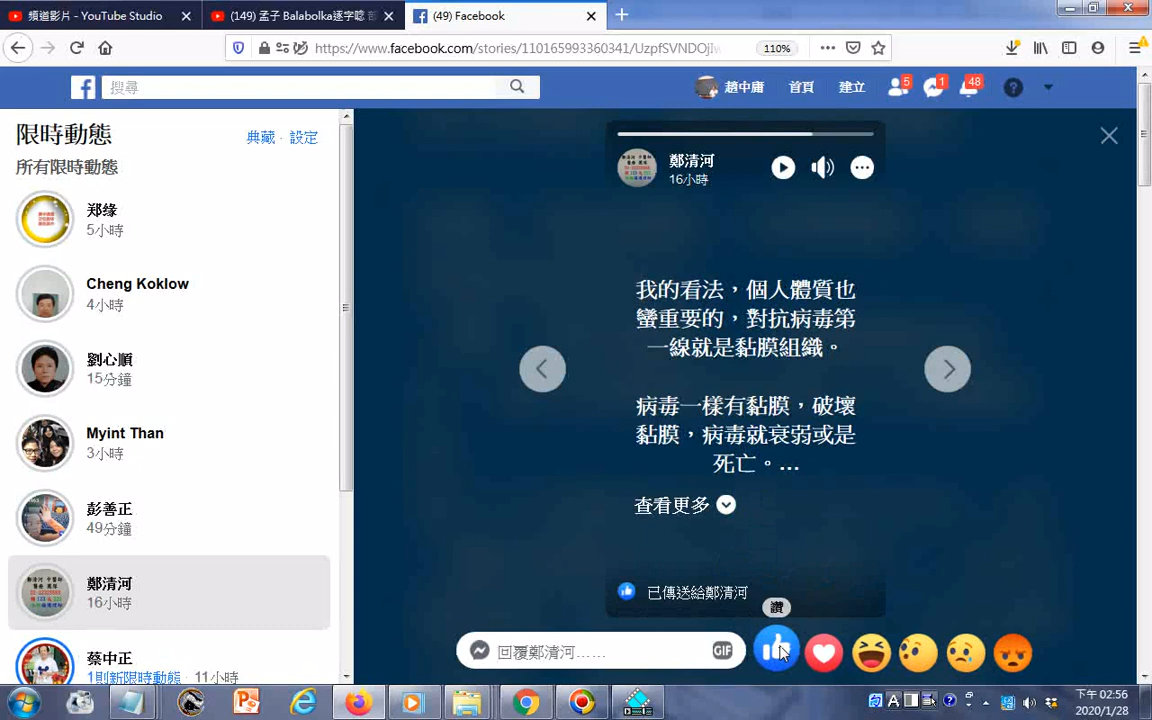 頻道影片 - YouTube Studio
(149) 孟子 Balabolka逐字唸 
(49) Facebook
https://www.facebook.com/stories/110165993360341/UzpfSVNDOjIw
110%
搜尋
趙中庸
首頁
建立
5
1
48
限時動態
典藏 · 設定
所有限時動態
郑缘
5小時
Cheng Koklow
4小時
劉心順
15分鐘
Myint Than
3小時
彭善正
49分鐘
鄭清河
16小時
蔡中正
1則新限時動態 · 11小時
鄭清河
16小時
我的看法，個人體質也
蠻重要的，對抗病毒第
一線就是黏膜組織。
病毒一樣有黏膜，破壞
黏膜，病毒就衰弱或是
死亡。...
查看更多
已傳送給鄭清河
讚
回覆鄭清河……
GIF
下午 02:56
2020/1/28